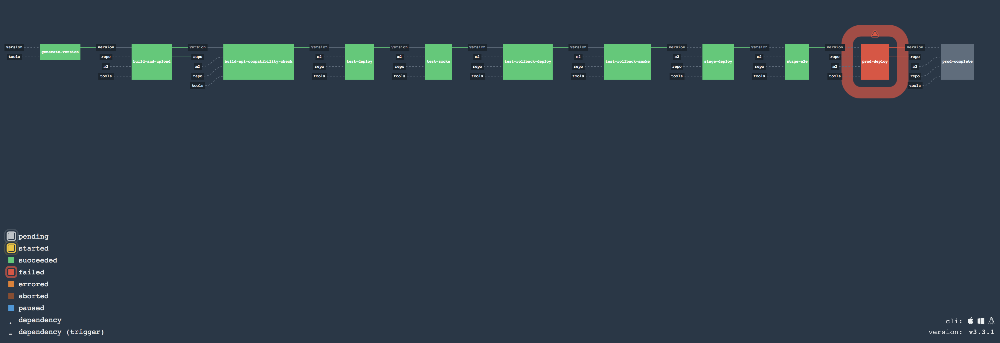 version
tools
generate-version
version
repo
m2
tools
build-and-upload
version
repo
m2
repo
tools
build-api-compatibility-check
version
m2
repo
tools
test-deploy
version
m2
repo
tools
test-smoke
version
m2
repo
tools
test-rollback-deploy
version
m2
repo
tools
test-rollback-smoke
version
m2
repo
tools
stage-deploy
version
m2
repo
tools
stage-e2e
version
repo
m2
tools
prod-deploy
version
repo
m2
repo
tools
prod-complete
pending
started
succeeded
failed
errored
aborted
paused
. dependency
– dependency (trigger)
cli:
version: v3.3.1